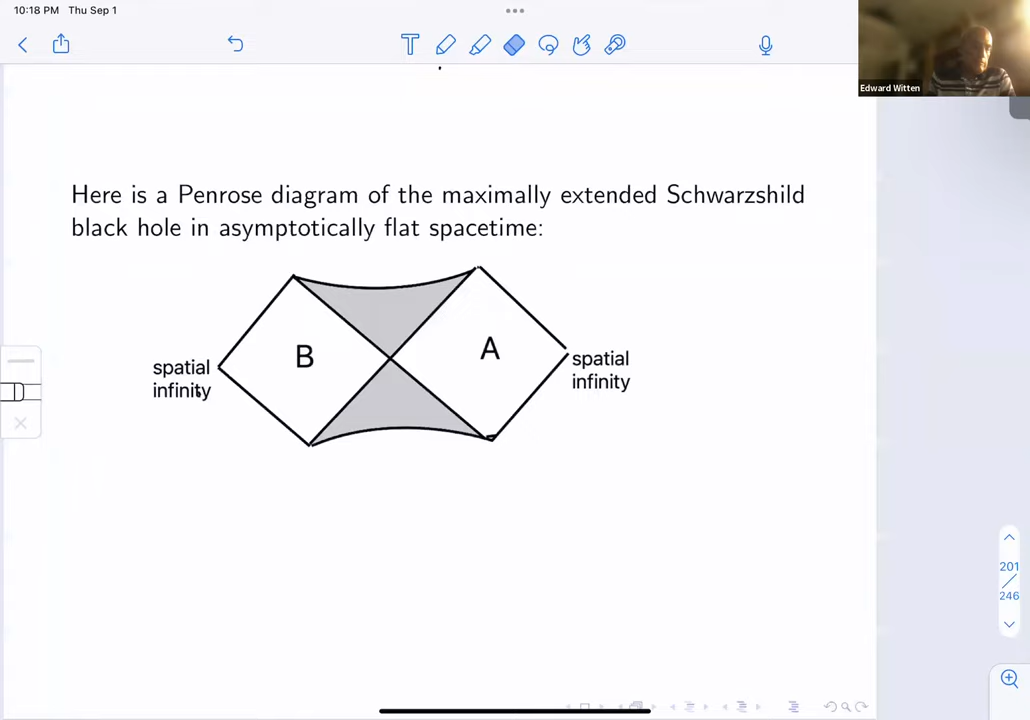 10:18 PM Thu Sep 1
T
Edward Witten
Here is a Penrose diagram of the maximally extended Schwarzshild
black hole in asymptotically flat spacetime:
B
A
spatial
infinity
spatial
infinity
201
246